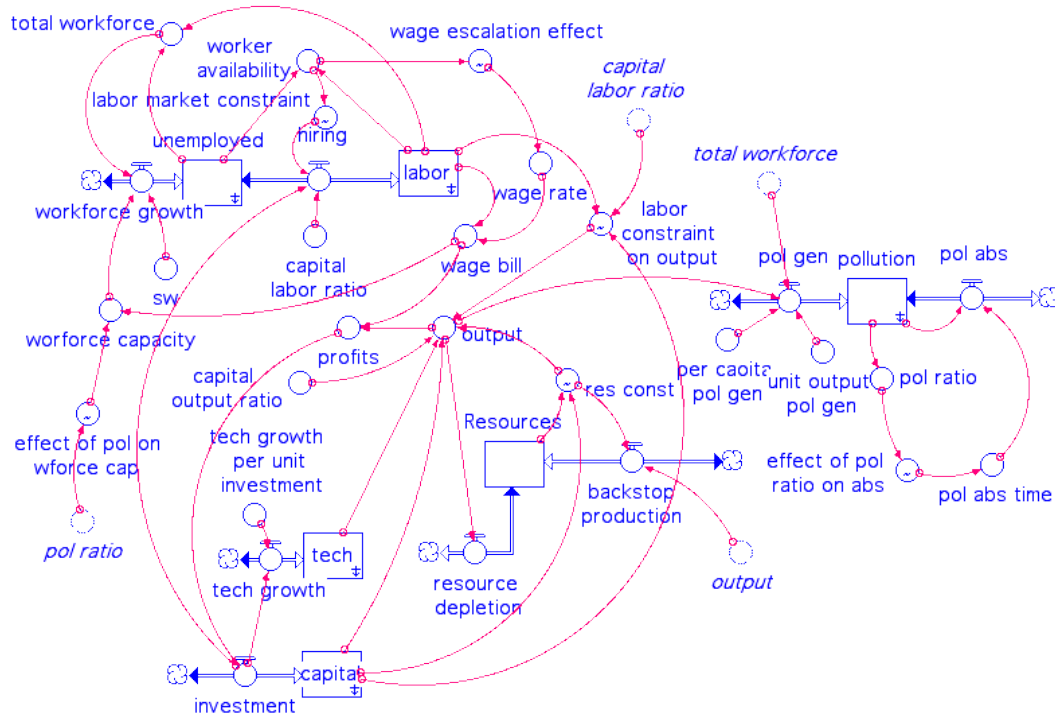 total workforce
worker
availability
wage escalation effect
capital
labor ratio
labor market constraint
unemployed
hiring
labor
total workforce
workforce growth
wage rate
labor
constraint
on output
wage bill
capital
labor ratio
sw
pol gen
pollution
pol abs
worforce capacity
profits
output
capital
output ratio
res const
per caoita
pol gen
unit output
pol gen
pol ratio
effect of pol on
wforce cap
tech growth
per unit
investment
Resources
backstop
production
effect of pol
ratio on abs
pol abs time
pol ratio
tech
tech growth
resource
depletion
output
capital
investment